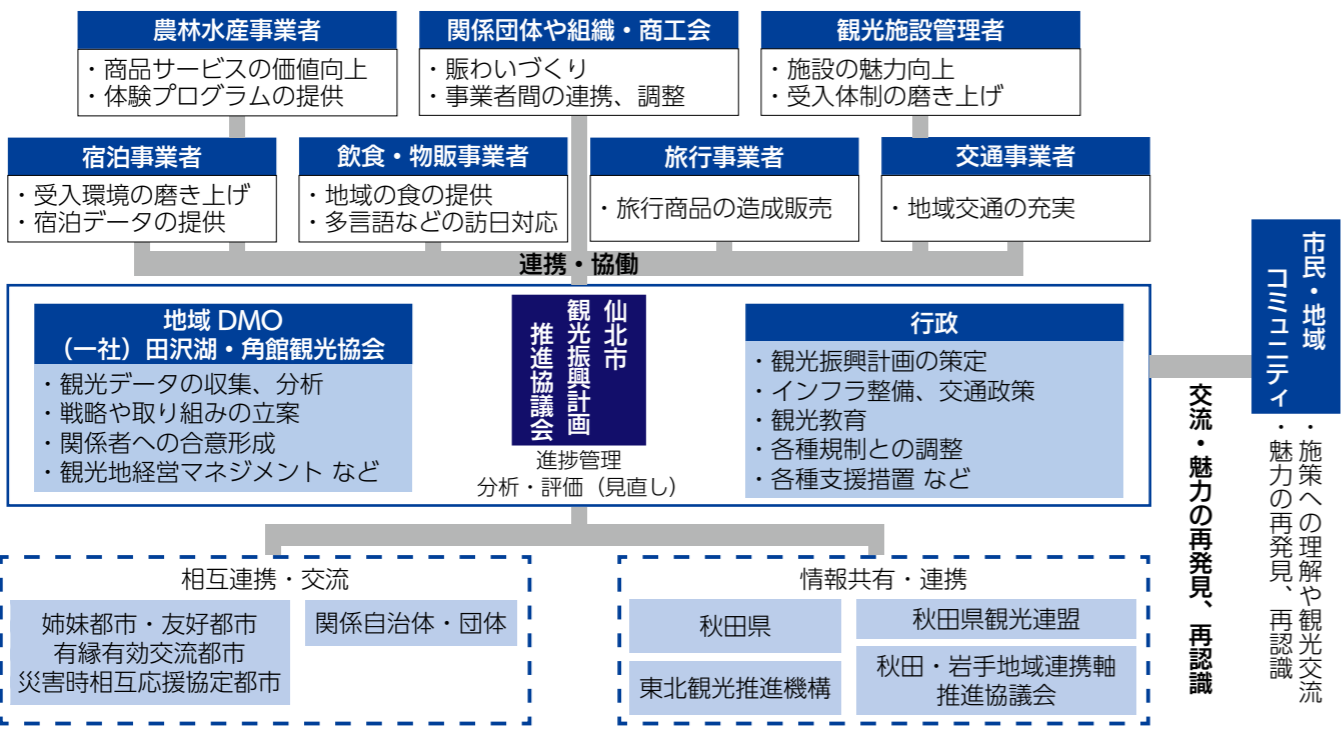 農林水産事業者
・商品サービスの価値向上
・体験プログラムの提供
関係団体や組織・商工会
・賑わいづくり
・事業者間の連携、調整
観光施設管理者
・施設の魅力向上
・受入体制の磨き上げ
宿泊事業者
・受入環境の磨き上げ
・宿泊データの提供
飲食・物販事業者
・地域の食の提供
・多言語などの訪日対応
旅行事業者
・旅行商品の造成販売
交通事業者
・地域交通の充実
連携・協働
地域 DMO
(一社)田沢湖・角館観光協会
・観光データの収集、分析
・戦略や取り組みの立案
・関係者への合意形成
・観光地経営マネジメント など
仙北市
観光振興計画
推進協議会
進捗管理
分析・評価(見直し)
行政
・観光振興計画の策定
・インフラ整備、交通政策
・観光教育
・各種規制との調整
・各種支援措置 など
市民・地域
コミュニティ
・施策への理解や観光交流
・魅力の再発見、再認識
交流・魅力の再発見、再認識
相互連携・交流
姉妹都市・友好都市
有縁有効交流都市
災害時相互応援協定都市
関係自治体・団体
情報共有・連携
秋田県
秋田県観光連盟
東北観光推進機構
秋田・岩手地域連携軸
推進協議会